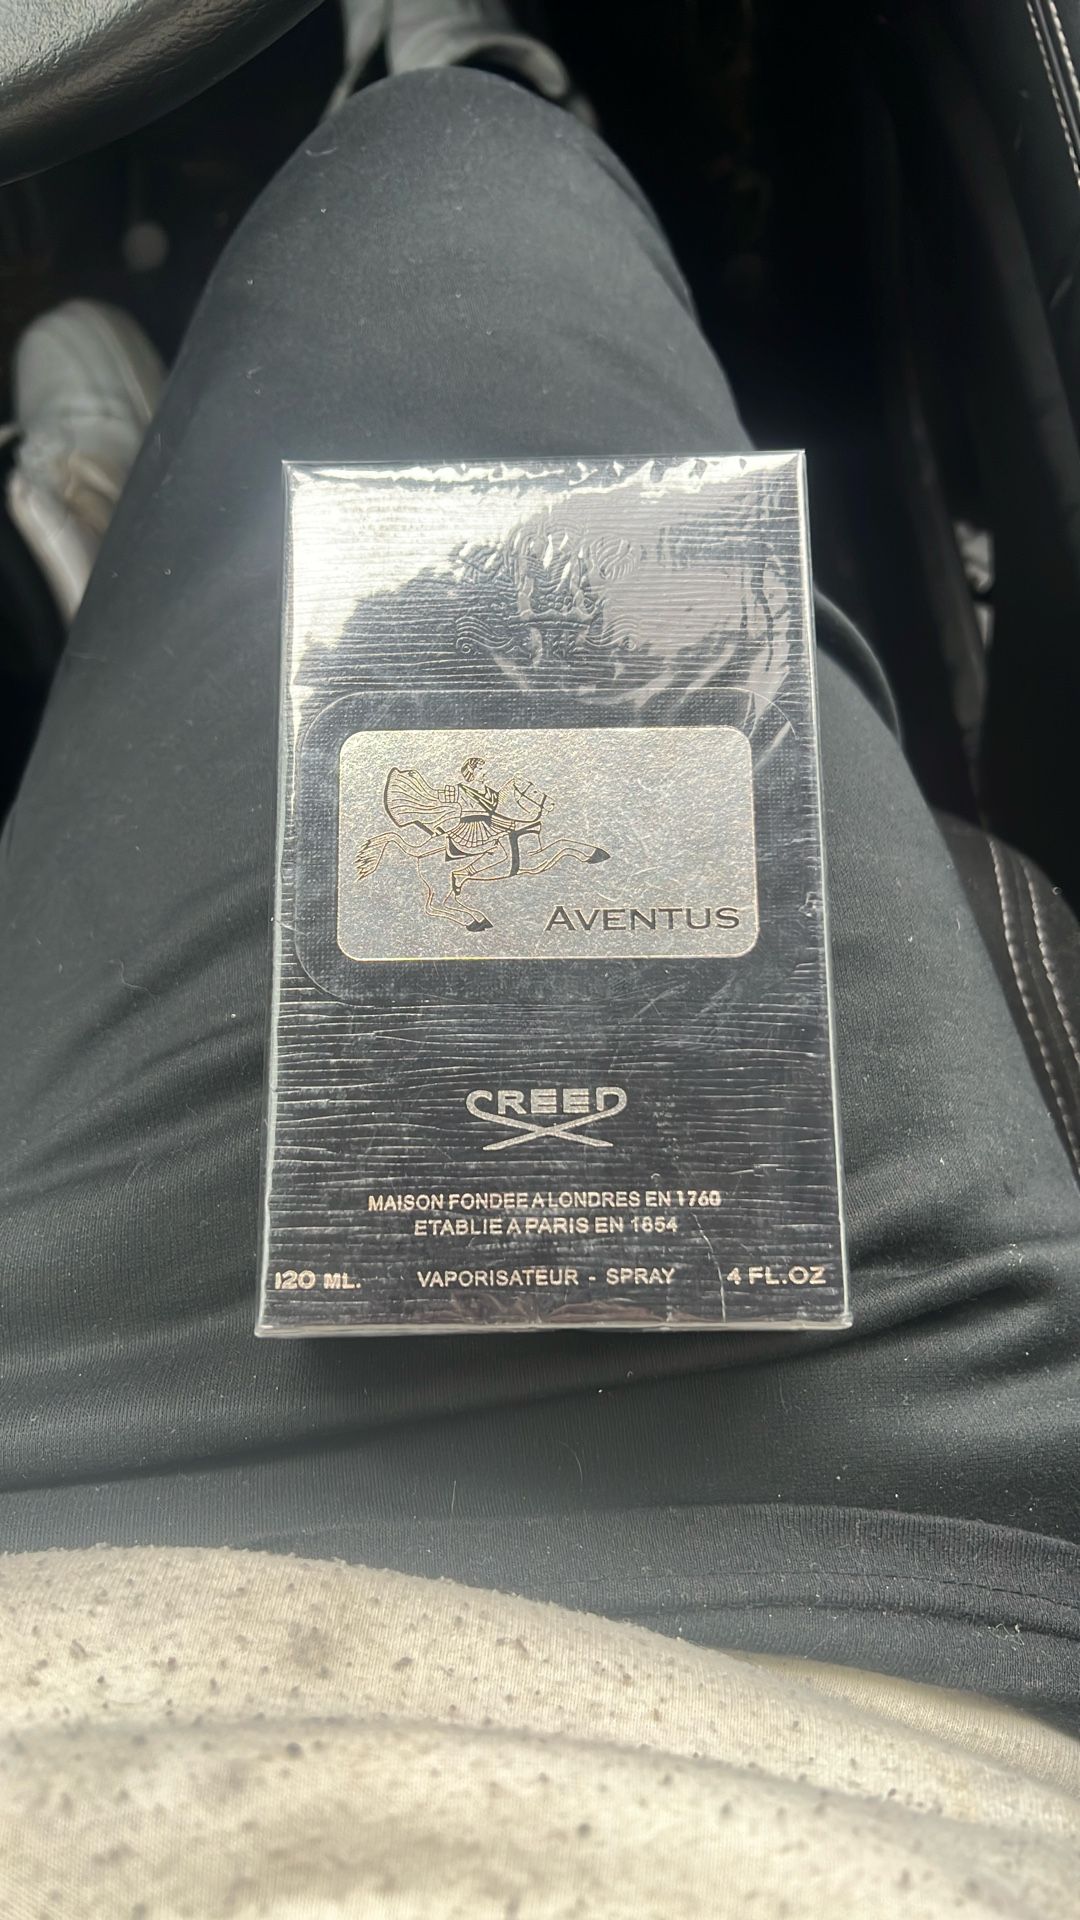 AVENTUS
CREED
MAISON FONDEE A LONDRES EN 1760
ETABLIE A PARIS EN 1854
120 ML. VAPORISATEUR - SPRAY 4 FL.OZ